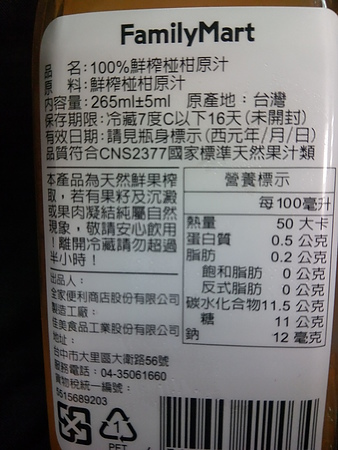 FamilyMart
品　名:100%鮮榨椪柑原汁
原　料:鮮榨椪柑原汁
內容量:265ml±5ml　原產地:台灣
保存期限:冷藏7度C以下16天(未開封)
有效日期:請見瓶身標示(西元年/月/日)
品質符合CNS2377國家標準天然果汁類
本產品為天然鮮果榨
取,若有果籽及沉澱
或果肉凝結純屬自然
現象,敬請安心飲用
!離開冷藏請勿超過
半小時!
出品人:
全家便利商店股份有限公司
製造工廠:
佳美食品工業股份有限公司
地址:
台中市大里區大衛路56號
服務電話:04-35061660
貨物稅統一編號:
5515689203
營養標示
每100毫升
熱量 50 大卡
蛋白質 0.5 公克
脂肪 0.2 公克
飽和脂肪 0 公克
反式脂肪 0 公克
碳水化合物11.5 公克
糖 11 公克
鈉 12 毫克
1
PET